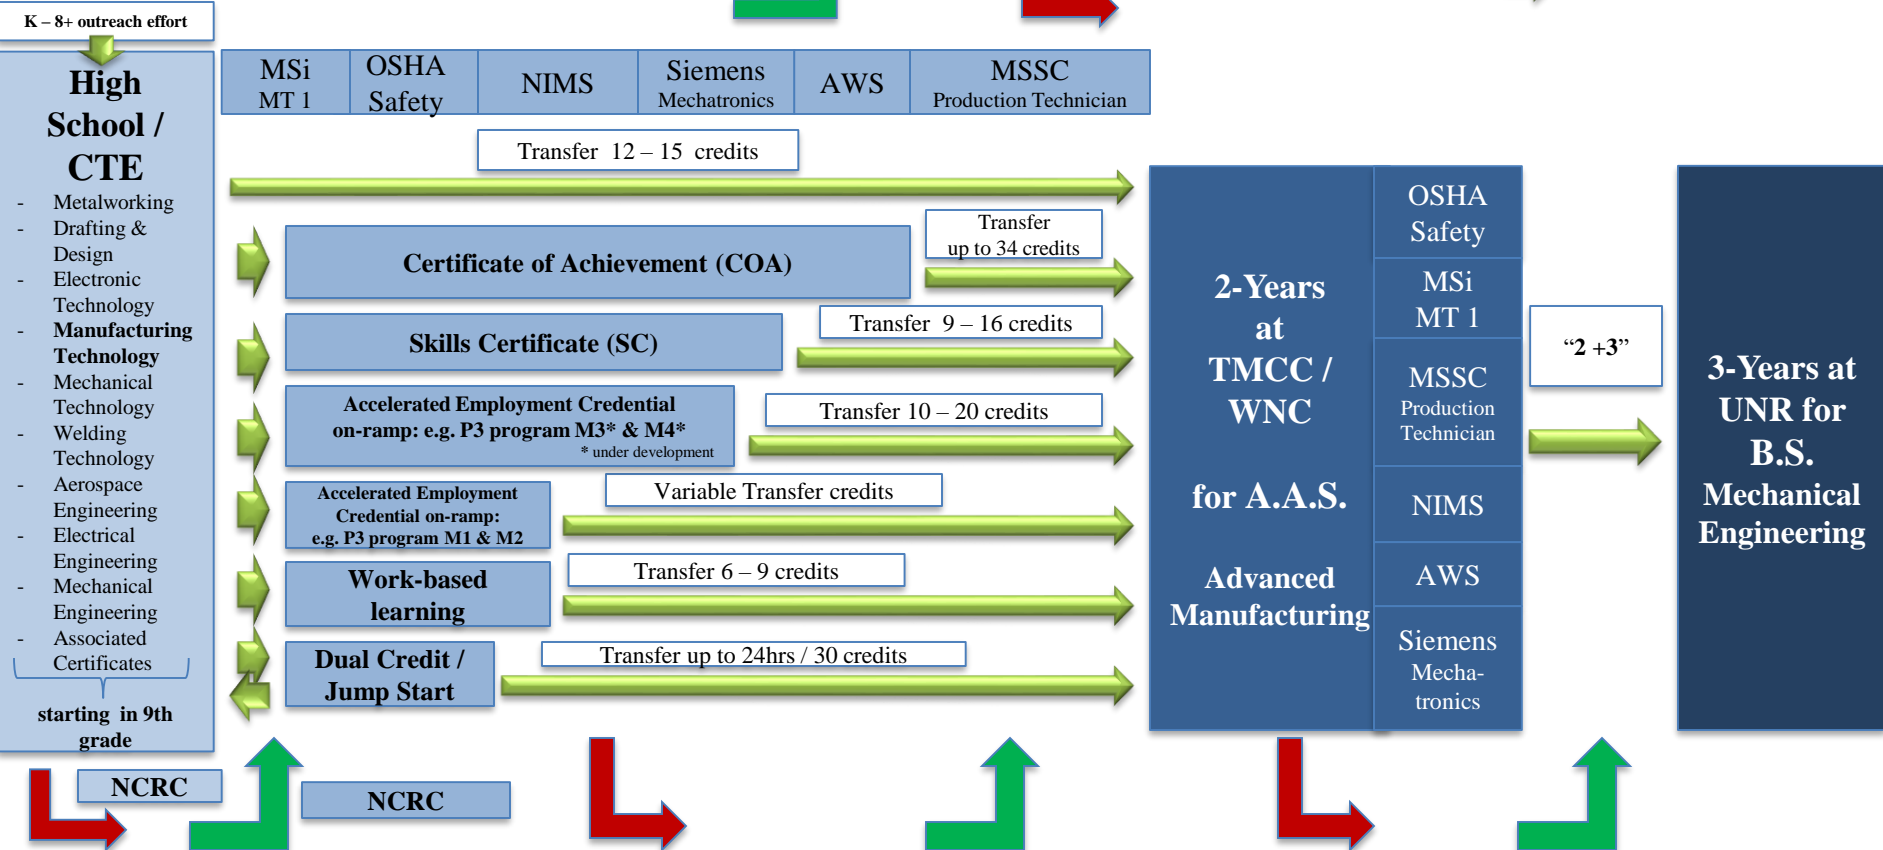 K – 8+ outreach effort
High
School /
CTE
- Metalworking
- Drafting &
Design
- Electronic
Technology
- Manufacturing
Technology
- Mechanical
Technology
- Welding
Technology
- Aerospace
Engineering
- Electrical
Engineering
- Mechanical
Engineering
- Associated
Certificates
starting in 9th
grade
NCRC
MSi
MT 1
OSHA
Safety
NIMS
Siemens
Mechatronics
AWS
MSSC
Production Technician
Transfer 12 – 15 credits
Certificate of Achievement (COA)
Transfer
up to 34 credits
Skills Certificate (SC)
Transfer 9 – 16 credits
Accelerated Employment Credential
on-ramp: e.g. P3 program M3* & M4*
* under development
Transfer 10 – 20 credits
Accelerated Employment
Credential on-ramp:
e.g. P3 program M1 & M2
Variable Transfer credits
Work-based
learning
Transfer 6 – 9 credits
Dual Credit /
Jump Start
Transfer up to 24hrs / 30 credits
NCRC
2-Years
at
TMCC /
WNC
for A.A.S.
Advanced
Manufacturing
OSHA
Safety
MSi
MT 1
MSSC
Production
Technician
NIMS
AWS
Siemens
Mecha-
tronics
“2 +3”
3-Years at
UNR for
B.S.
Mechanical
Engineering